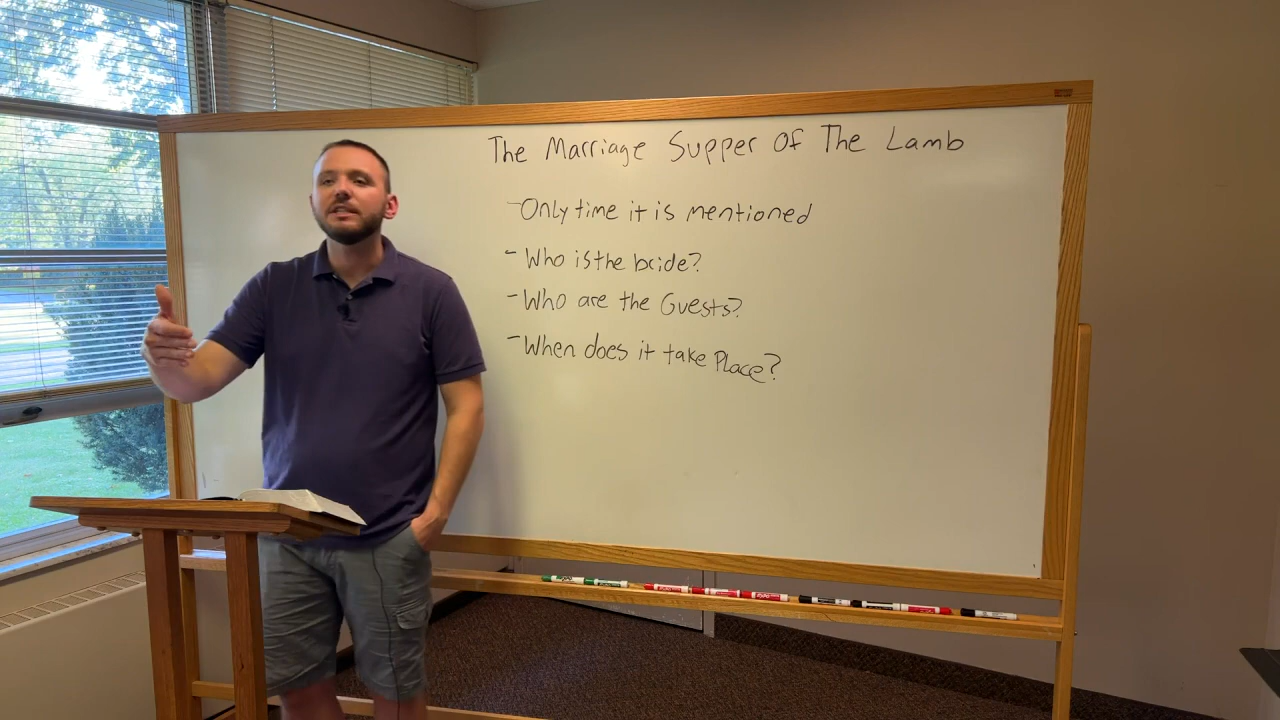 The Marriage Supper Of The Lamb
- Only time it is mentioned
- Who is the bride?
- Who are the Guests?
- When does it take Place?